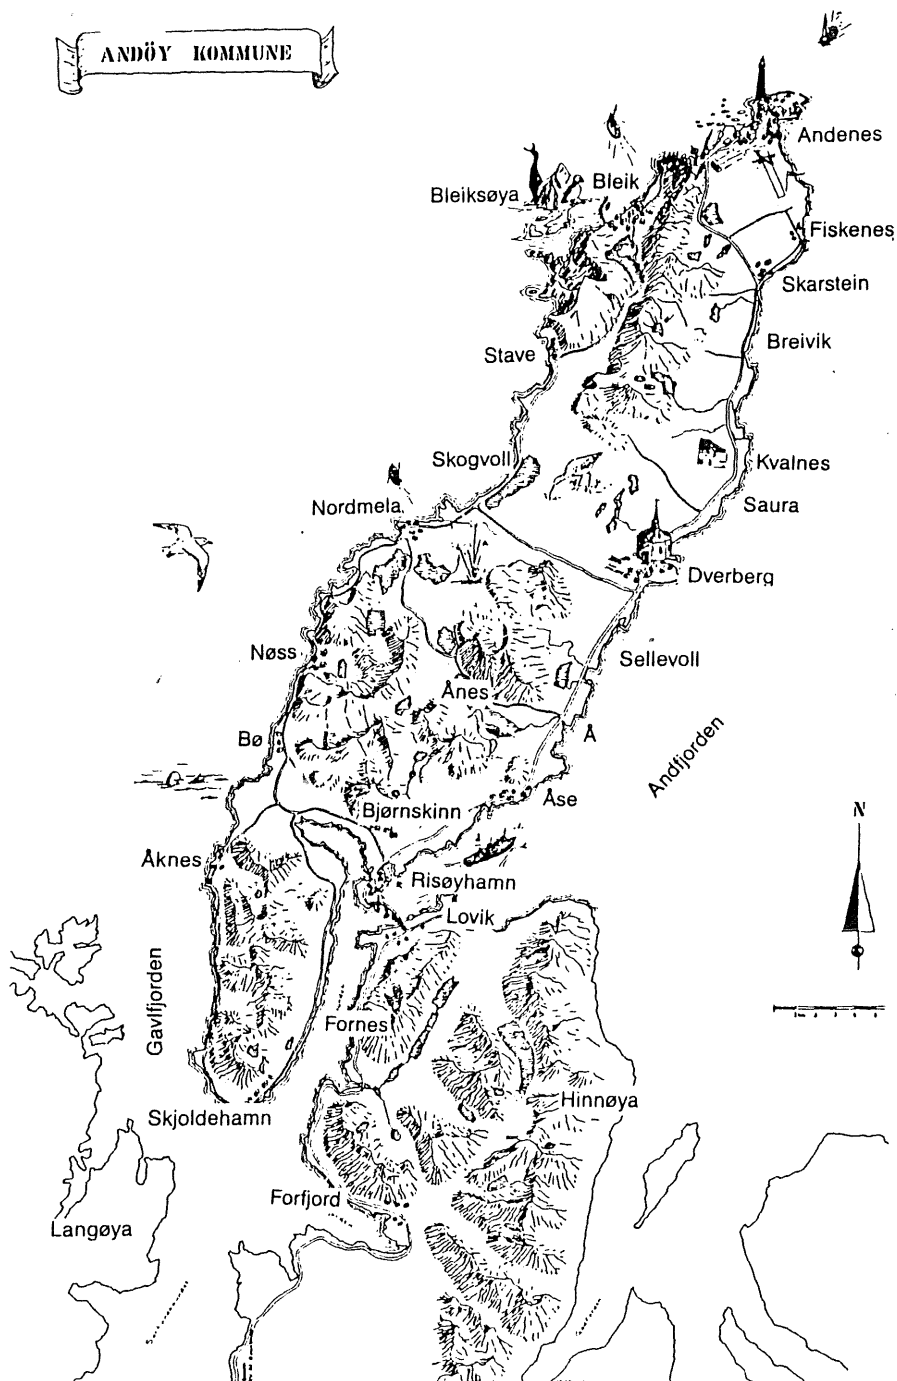 ANDÖY KOMMUNE
Andenes
Bleik
Bleiksøya
Fiskenes
Skarstein
Breivik
Stave
Skogvoll
Kvalnes
Nordmela
Saura
Dverberg
Nøss
Sellevoll
Ånes
Å
Bø
Andfjorden
Åse
Bjørnskinn
N
Åknes
Risøyhamn
Lovik
Gavlfjorden
Fornes
Hinnøya
Skjoldehamn
Forfjord
Langøya